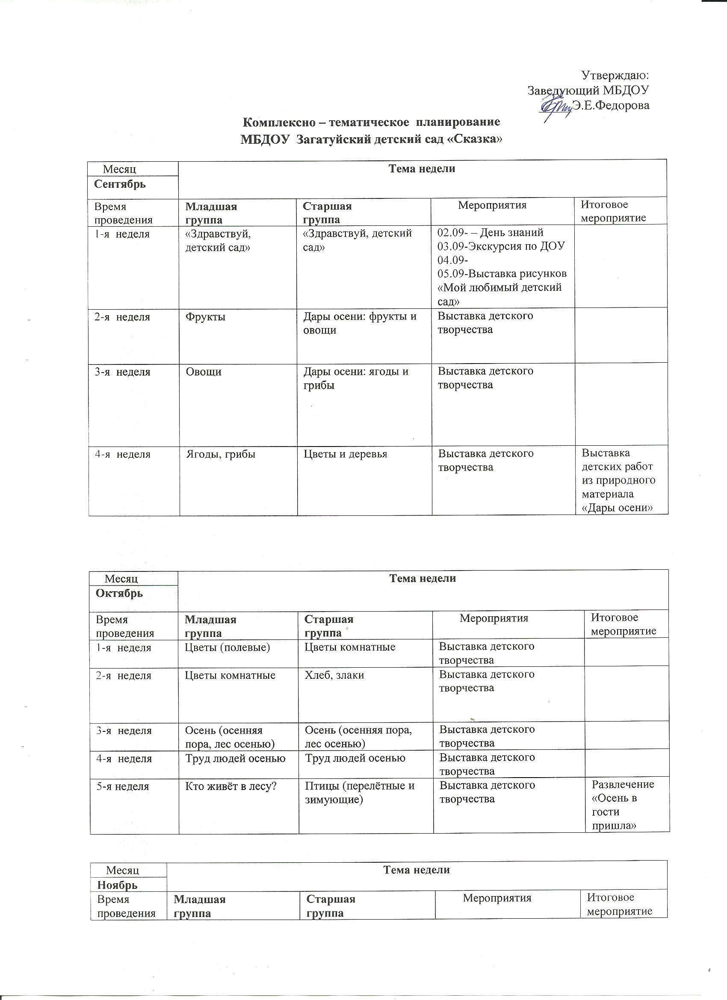 Утверждаю:
Заведующий МБДОУ
Э.Е.Федорова
Комплексно – тематическое планирование
МБДОУ Загатуйский детский сад «Сказка»
Месяц
Тема недели
Сентябрь
Время проведения
Младшая группа
Старшая группа
Мероприятия
Итоговое мероприятие
1-я неделя
«Здравствуй,
детский сад»
«Здравствуй, детский
сад»
02.09- – День знаний
03.09-Экскурсия по ДОУ
04.09-
05.09-Выставка рисунков
«Мой любимый детский
сад»
2-я неделя
Фрукты
Дары осени: фрукты и
овощи
Выставка детского
творчества
3-я неделя
Овощи
Дары осени: ягоды и
грибы
Выставка детского
творчества
4-я неделя
Ягоды, грибы
Цветы и деревья
Выставка детского
творчества
Выставка
детских работ
из природного
материала
«Дары осени»
Месяц
Тема недели
Октябрь
Время
проведения
Младшая
группа
Старшая
группа
Мероприятия
Итоговое
мероприятие
1-я неделя
Цветы (полевые)
Цветы комнатные
Выставка детского
творчества
2-я неделя
Цветы комнатные
Хлеб, злаки
Выставка детского
творчества
3-я неделя
Осень (осенняя
пора, лес осенью)
Осень (осенняя пора,
лес осенью)
Выставка детского
творчества
4-я неделя
Труд людей осенью
Труд людей осенью
Выставка детского
творчества
5-я неделя
Кто живёт в лесу?
Птицы (перелётные и
зимующие)
Выставка детского
творчества
Развлечение
«Осень в
гости
пришла»
Месяц
Тема недели
Ноябрь
Время
проведения
Младшая
группа
Старшая
группа
Мероприятия
Итоговое
мероприятие